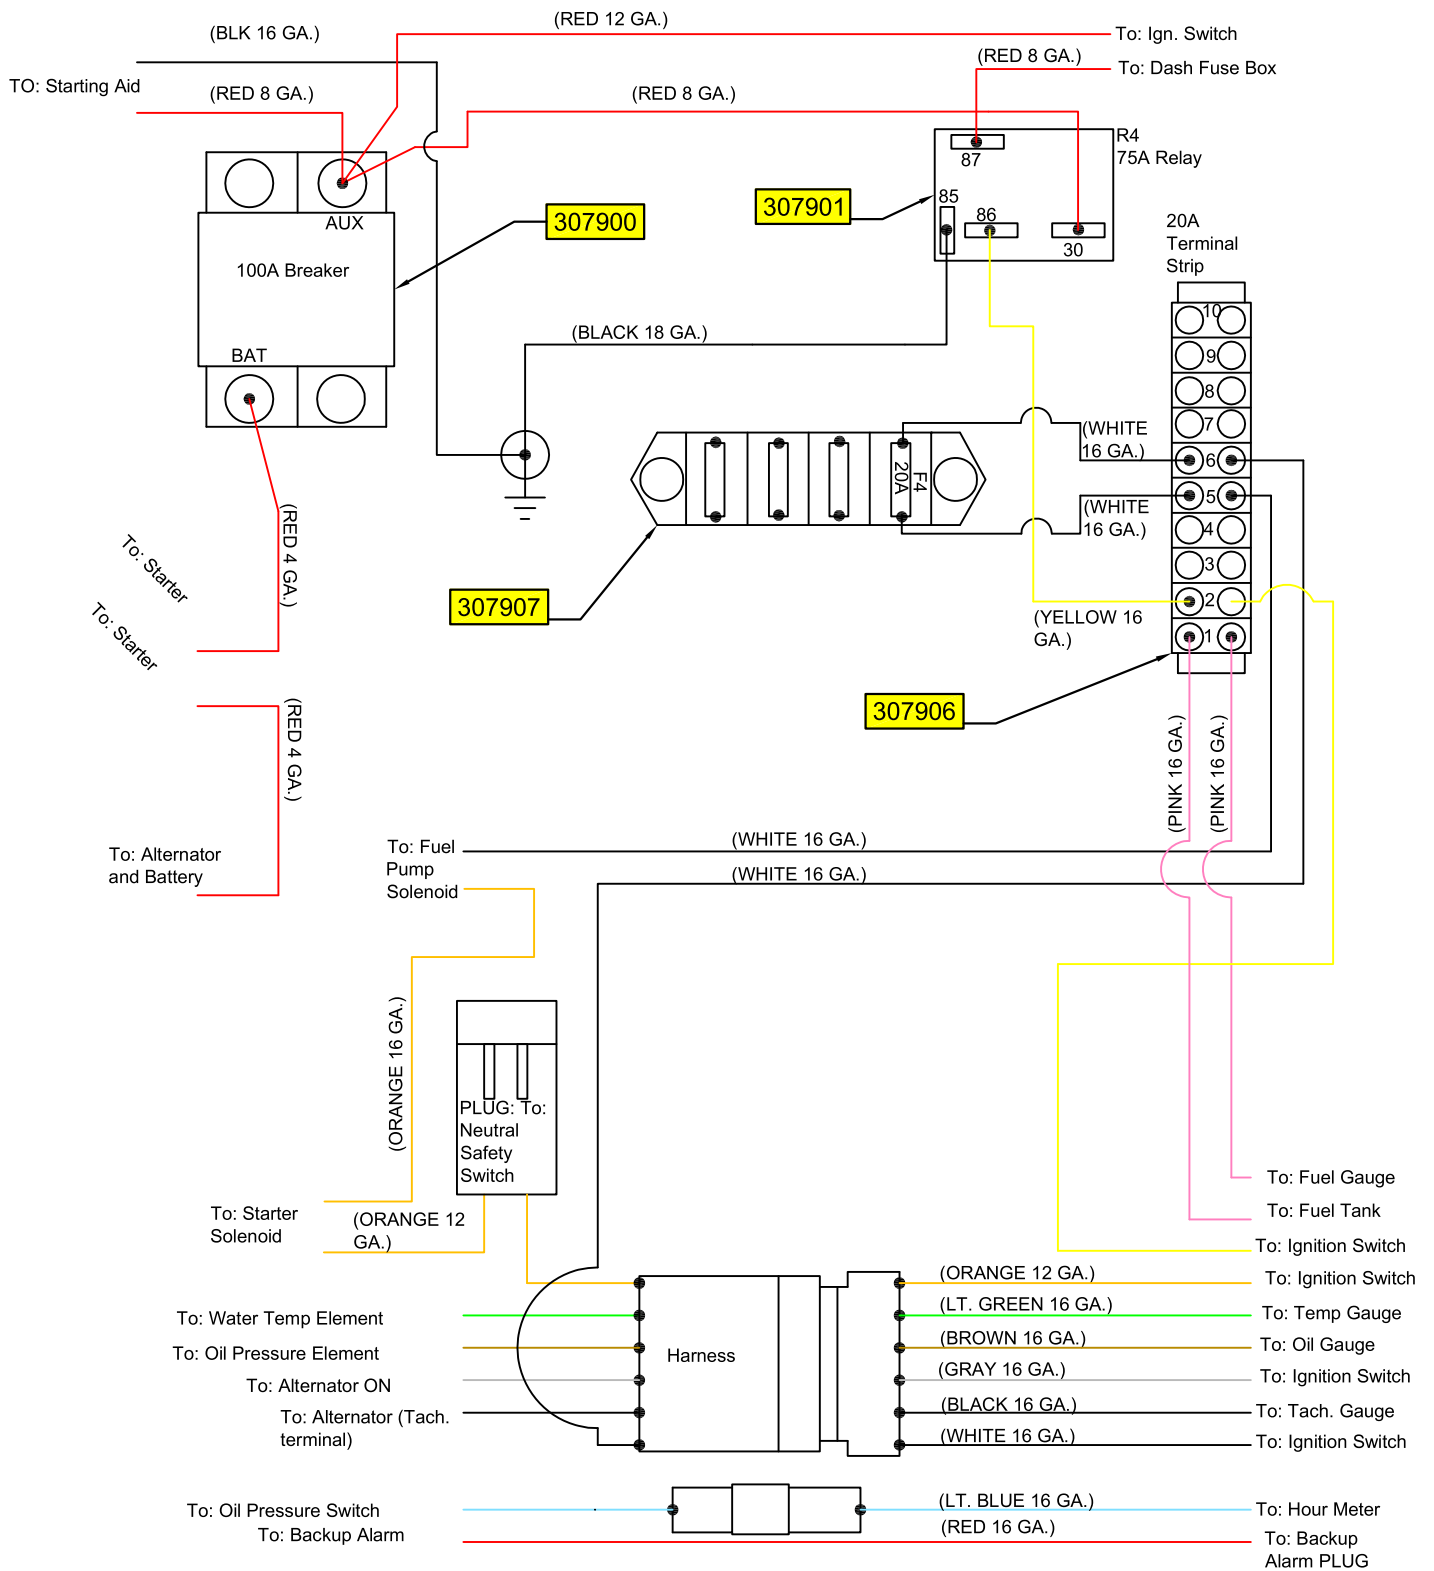 (RED 12 GA.)
(BLK 16 GA.)
To: Ign. Switch
(RED 8 GA.)
To: Dash Fuse Box
TO: Starting Aid
(RED 8 GA.)
(RED 8 GA.)
R4
75A Relay
87
85
86
30
307901
307900
AUX
100A Breaker
BAT
20A
Terminal
Strip
10
9
8
7
6
5
4
3
2
1
(BLACK 18 GA.)
(WHITE
16 GA.)
F4
20A
(WHITE
16 GA.)
(RED 4 GA.)
To: Starter
To: Starter
307907
(YELLOW 16
GA.)
307906
(RED 4 GA.)
(PINK 16 GA.)
(PINK 16 GA.)
To: Alternator
and Battery
To: Fuel
Pump
Solenoid
(WHITE 16 GA.)
(WHITE 16 GA.)
(ORANGE 16 GA.)
PLUG: To:
Neutral
Safety
Switch
To: Starter
Solenoid
(ORANGE 12
GA.)
To: Fuel Gauge
To: Fuel Tank
To: Ignition Switch
(ORANGE 12 GA.)
To: Ignition Switch
To: Water Temp Element
(LT. GREEN 16 GA.)
To: Temp Gauge
To: Oil Pressure Element
Harness
(BROWN 16 GA.)
To: Oil Gauge
To: Alternator ON
(GRAY 16 GA.)
To: Ignition Switch
To: Alternator (Tach.
terminal)
(BLACK 16 GA.)
To: Tach. Gauge
(WHITE 16 GA.)
To: Ignition Switch
To: Oil Pressure Switch
(LT. BLUE 16 GA.)
To: Hour Meter
To: Backup Alarm
(RED 16 GA.)
To: Backup
Alarm PLUG